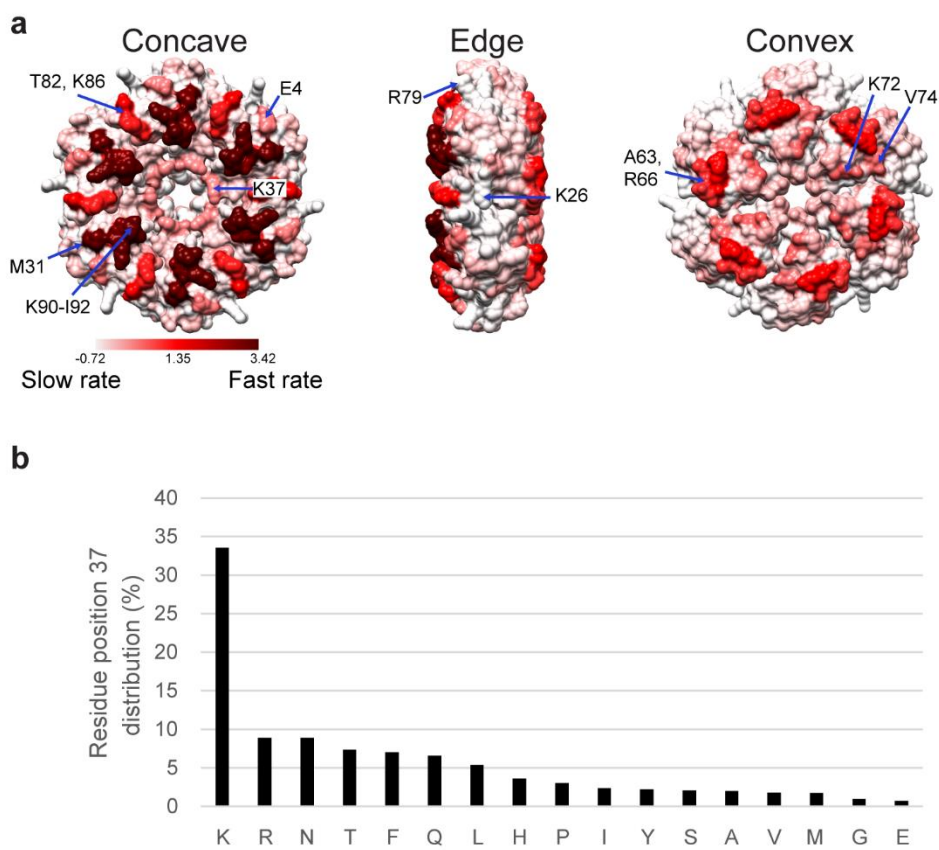 a
Concave
Edge
Convex
T82, K86
E4
R79
K72
V74
A63,
R66
K37
K26
M31
K90-I92
-0.72 1.35 3.42
Slow rate Fast rate
b
Residue position 37
distribution (%)
40
35
30
25
20
15
10
5
0
K R N T F Q L H P I Y S A V M G E